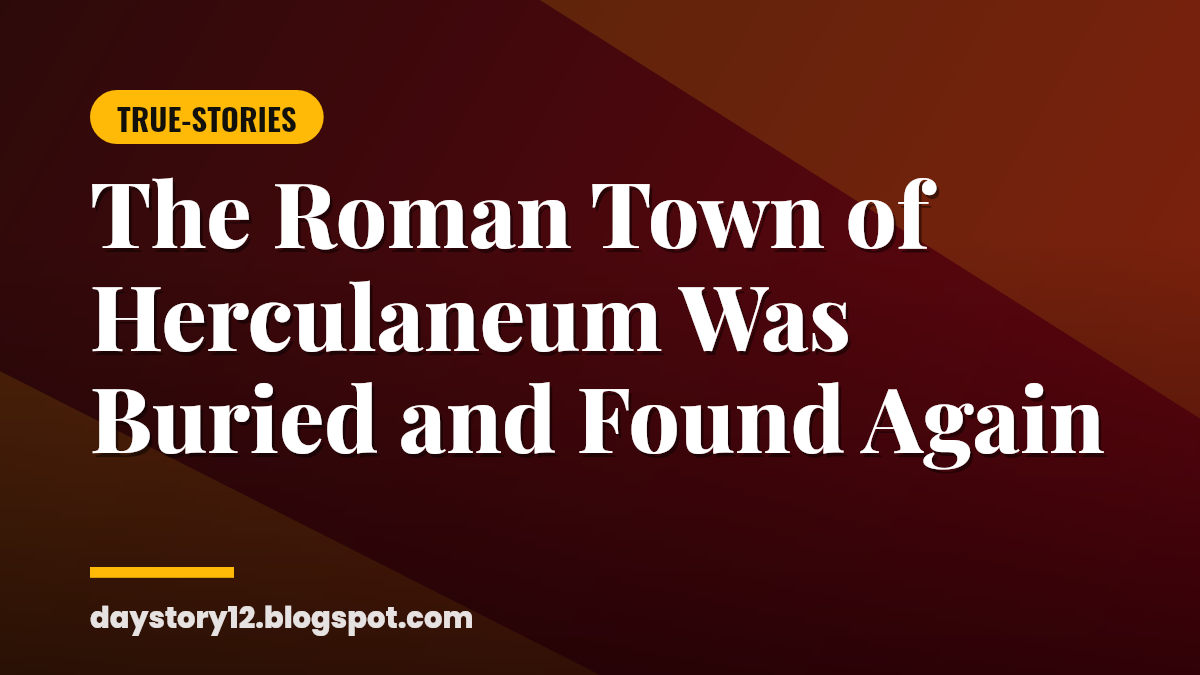 TRUE-STORIES
The Roman Town of
Herculaneum Was
Buried and Found Again
daystory12.blogspot.com